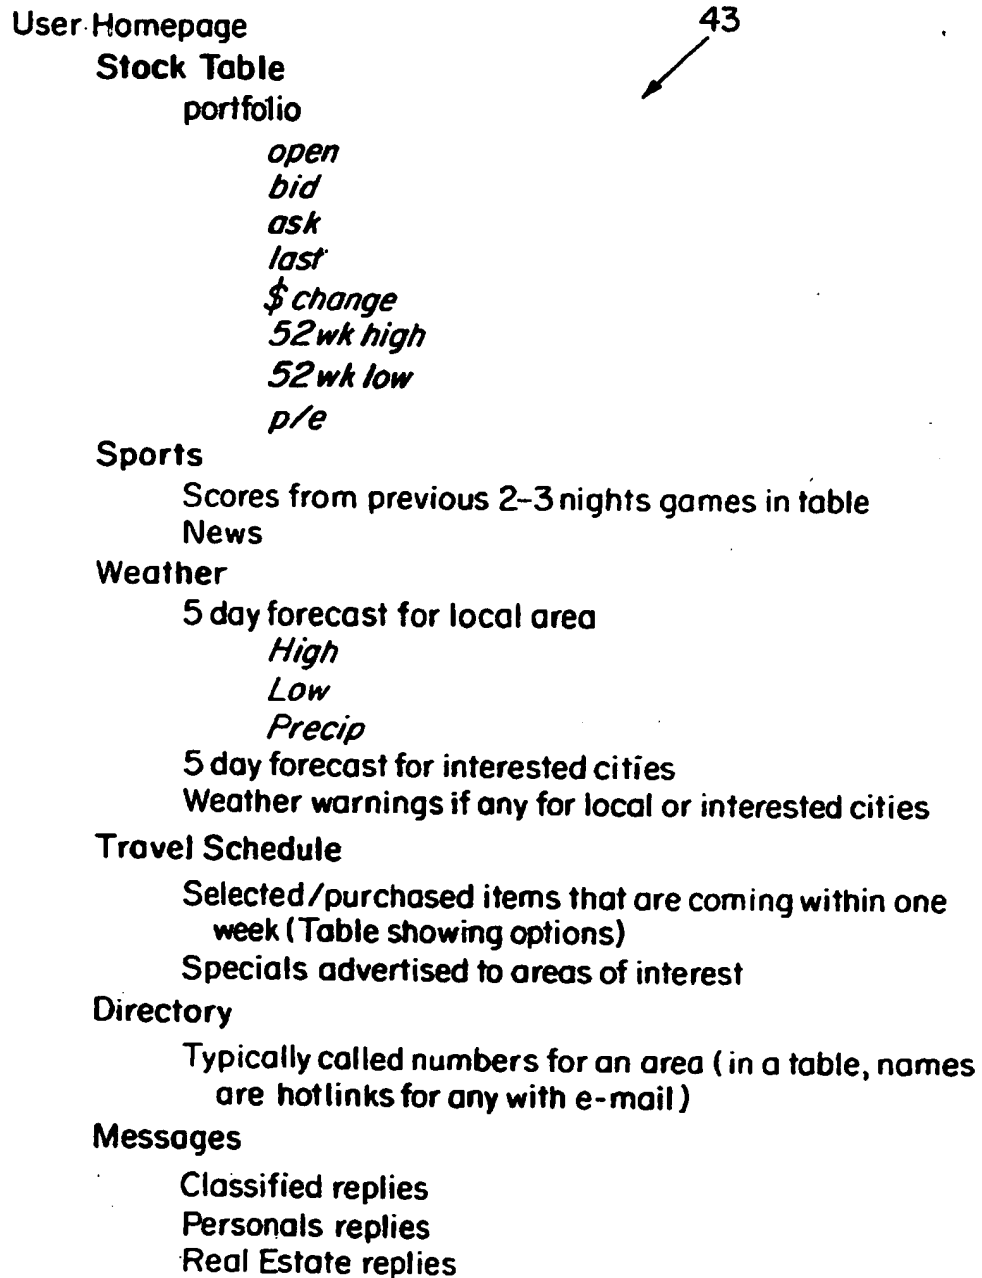 User Homepage
43
Stock Table
portfolio
open
bid
ask
last
$ change
52 wk high
52 wk low
p/e
Sports
Scores from previous 2-3 nights games in table
News
Weather
5 day forecast for local area
High
Low
Precip
5 day forecast for interested cities
Weather warnings if any for local or interested cities
Travel Schedule
Selected/purchased items that are coming within one
week (Table showing options)
Specials advertised to areas of interest
Directory
Typically called numbers for an area (in a table, names
are hotlinks for any with e-mail)
Messages
Classified replies
Personals replies
Real Estate replies